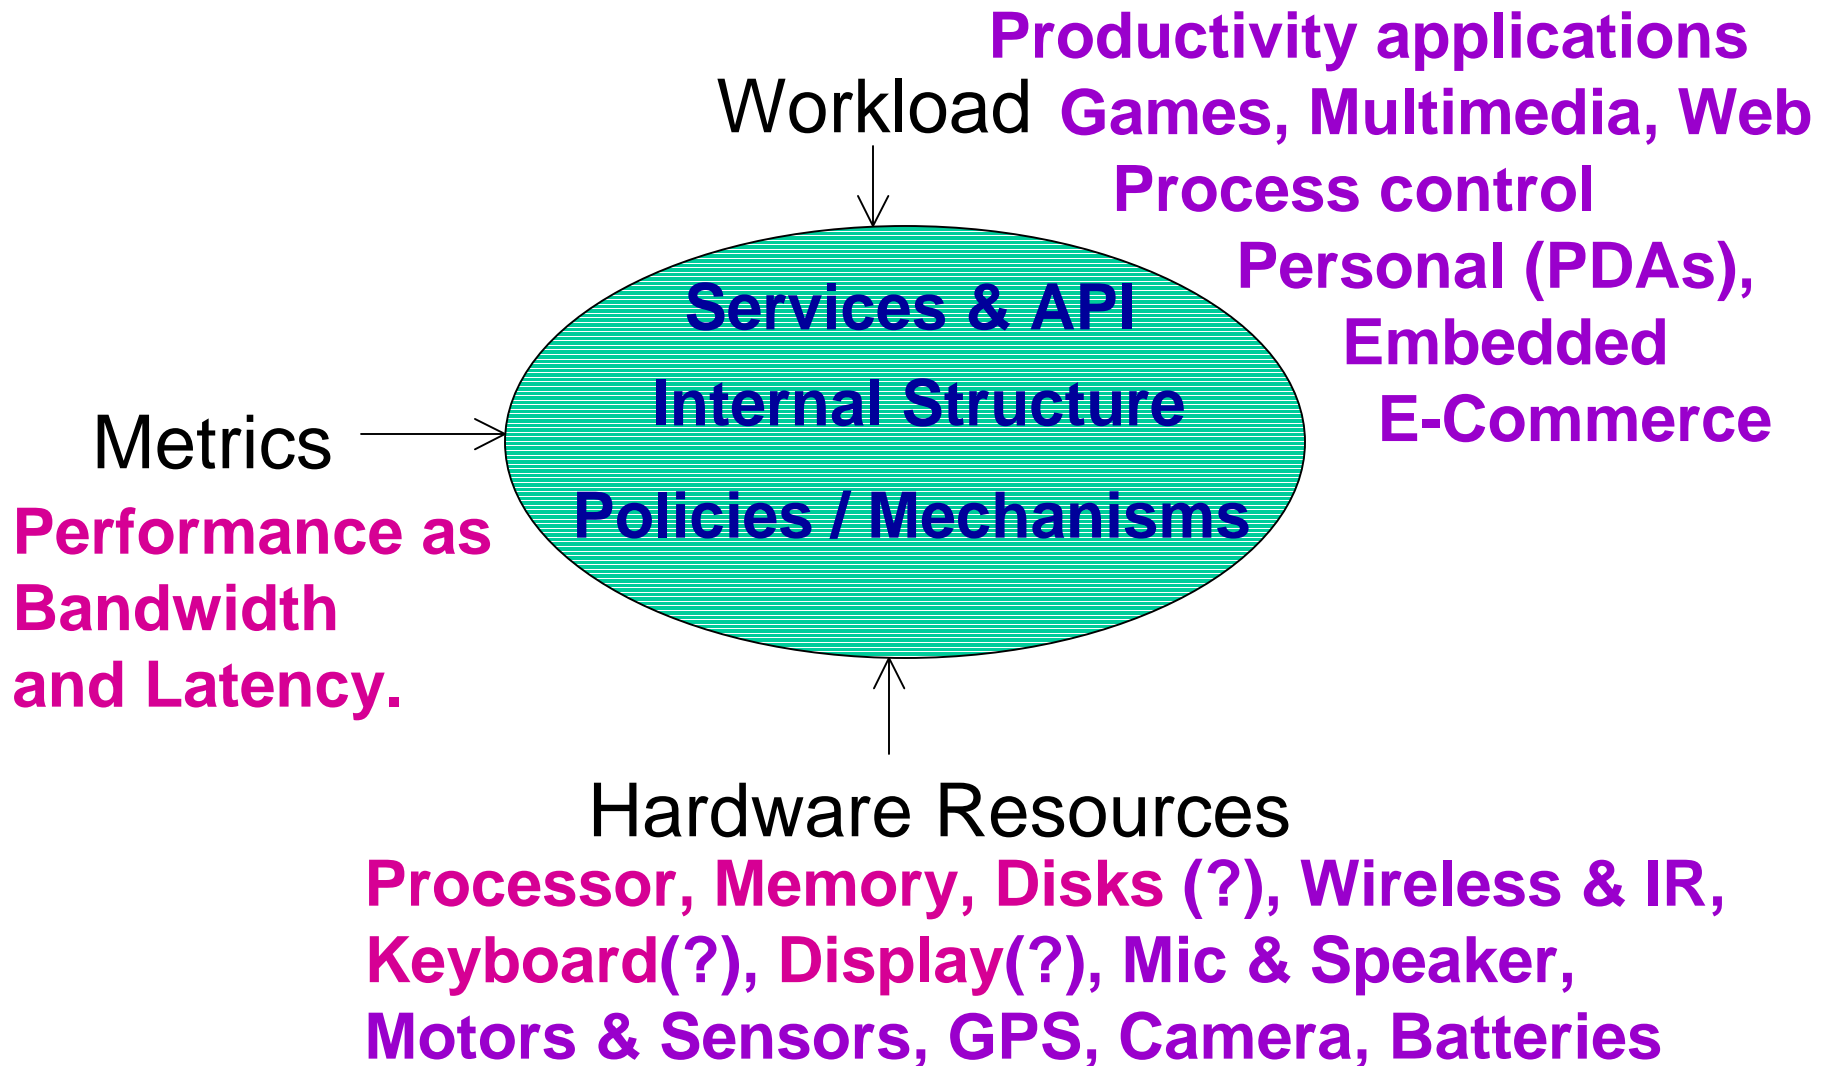 Productivity applications
Workload
Games, Multimedia, Web
Process control
Personal (PDAs),
Embedded
E-Commerce
Services & API
Internal Structure
Policies / Mechanisms
Metrics
Performance as
Bandwidth
and Latency.
Hardware Resources
Processor, Memory, Disks (?), Wireless & IR,
Keyboard(?), Display(?), Mic & Speaker,
Motors & Sensors, GPS, Camera, Batteries